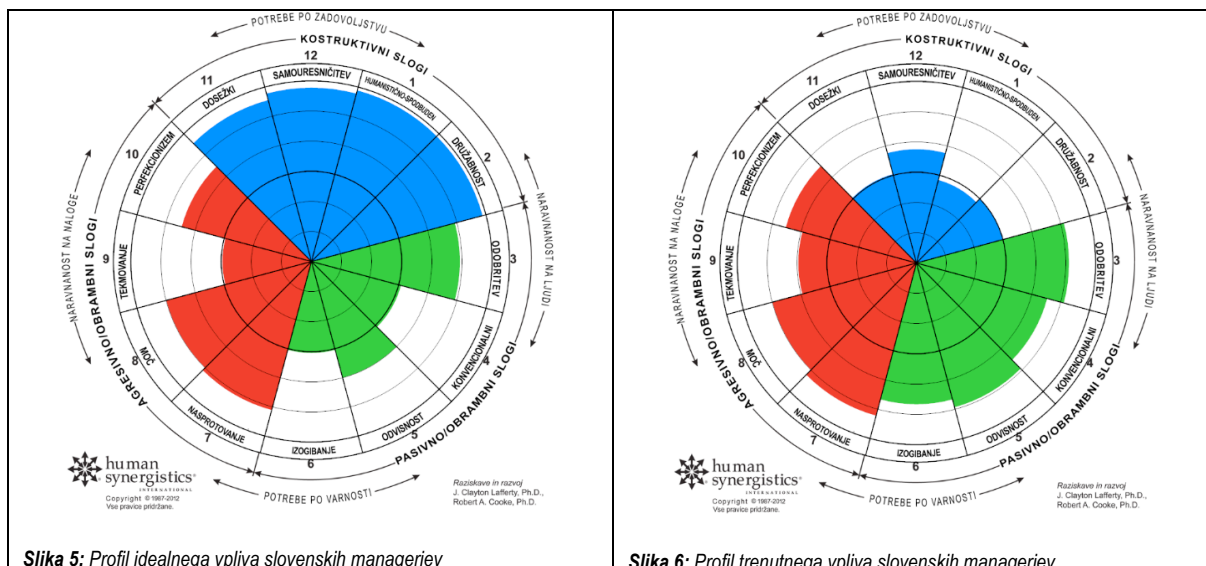 POTREBE PO ZADOVOLJSTVU
KOSTRUKTIVNI SLOGI
12
SAMOURESNIČITEV
1
HUMANISTIČNO-SPODBUDEN
2
DRUŽABNOST
NARAVNANOST NA LJUDI
3
ODOBRITEV
4
KONVENCIONALNI
PASIVNO/OBRAMBNI SLOGI
5
ODVISNOST
6
IZOGIBANJE
POTREBE PO VARNOSTI
7
NASPROTOVANJE
8
MOČ
AGRESIVNO/OBRAMBNI SLOGI
9
TEKMOVANJE
NARAVNANOST NA NALOGE
10
PERFEKCIONIZEM
11
DOSEŽKI
human
synergistics®
INTERNATIONAL
Copyright © 1987-2012
Vse pravice pridržane.
Raziskave in razvoj
J. Clayton Lafferty, Ph.D.,
Robert A. Cooke, Ph.D.
Slika 5: Profil idealnega vpliva slovenskih managerjev
POTREBE PO ZADOVOLJSTVU
KOSTRUKTIVNI SLOGI
12
SAMOURESNIČITEV
1
HUMANISTIČNO-SPODBUDEN
2
DRUŽABNOST
NARAVNANOST NA LJUDI
3
ODOBRITEV
4
KONVENCIONALNI
PASIVNO/OBRAMBNI SLOGI
5
ODVISNOST
6
IZOGIBANJE
POTREBE PO VARNOSTI
7
NASPROTOVANJE
8
MOČ
AGRESIVNO/OBRAMBNI SLOGI
9
TEKMOVANJE
NARAVNANOST NA NALOGE
10
PERFEKCIONIZEM
11
DOSEŽKI
human
synergistics®
INTERNATIONAL
Copyright © 1987-2012
Vse pravice pridržane.
Raziskave in razvoj
J. Clayton Lafferty, Ph.D.,
Robert A. Cooke, Ph.D.
Slika 6: Profil trenutnega vpliva slovenskih managerjev